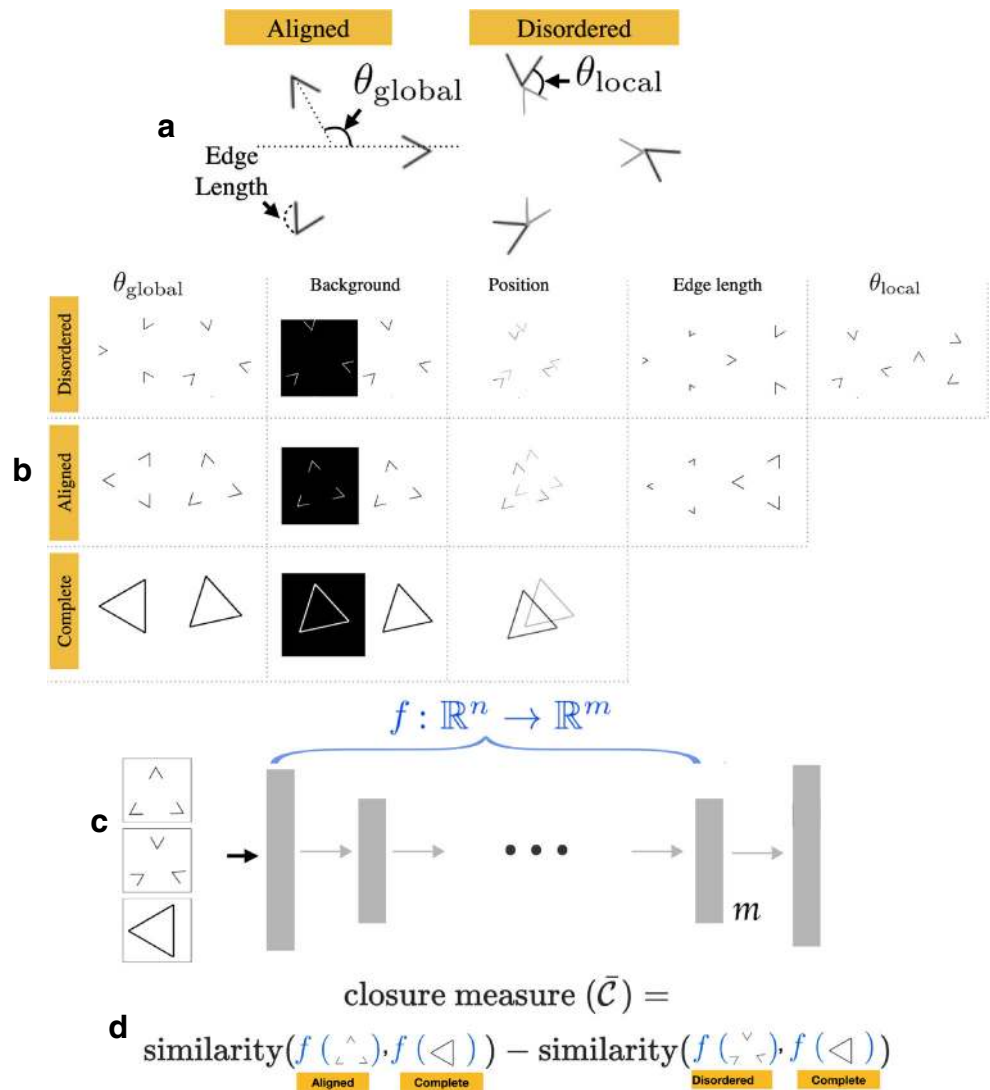 Aligned
Disordered
θglobal
θlocal
a
Edge
Length
θglobal
Background
Position
Edge length
θlocal
Disordered
b
Aligned
Complete
f : ℝⁿ → ℝᵐ
c
• • •
m
closure measure (𝒞̄) =
d
similarity(f ( ), f ( )) − similarity(f ( ), f ( ))
Aligned
Complete
Disordered
Complete